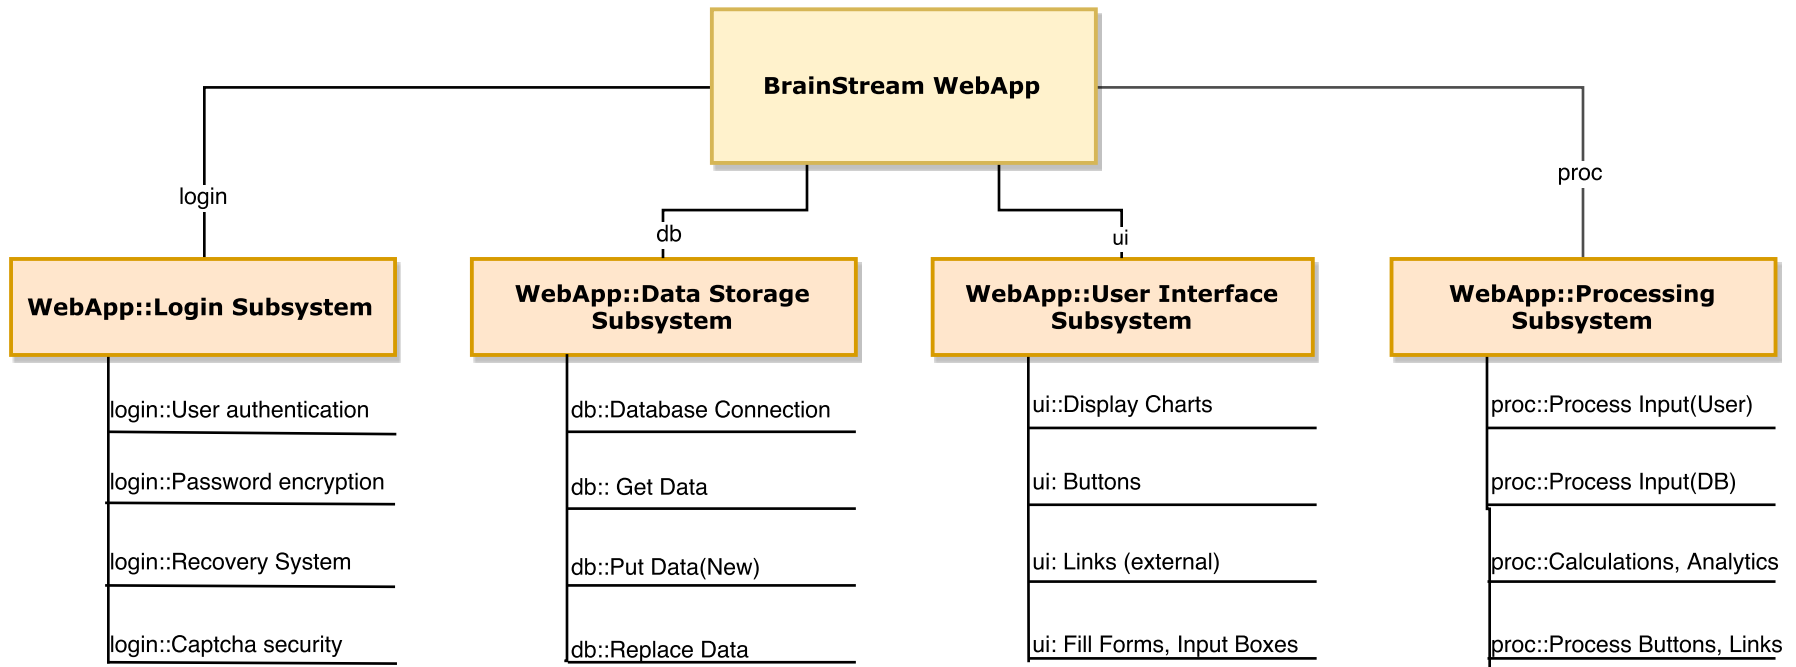 BrainStream WebApp
login
db
ui
proc
WebApp::Login Subsystem
WebApp::Data Storage
Subsystem
WebApp::User Interface
Subsystem
WebApp::Processing
Subsystem
login::User authentication
login::Password encryption
login::Recovery System
login::Captcha security
db::Database Connection
db:: Get Data
db::Put Data(New)
db::Replace Data
ui::Display Charts
ui: Buttons
ui: Links (external)
ui: Fill Forms, Input Boxes
proc::Process Input(User)
proc::Process Input(DB)
proc::Calculations, Analytics
proc::Process Buttons, Links